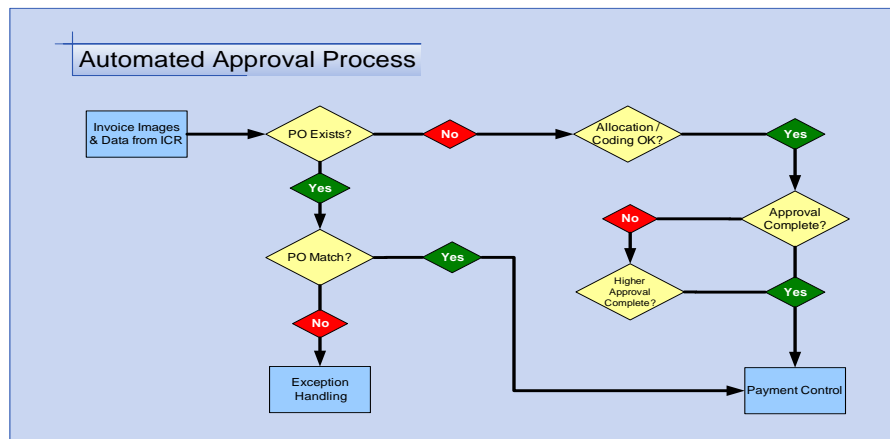 Automated Approval Process
Invoice Images
& Data from ICR
PO Exists?
No
Allocation /
Coding OK?
Yes
Yes
No
Approval
Complete?
PO Match?
Yes
Higher
Approval
Complete?
Yes
No
Exception
Handling
Payment Control